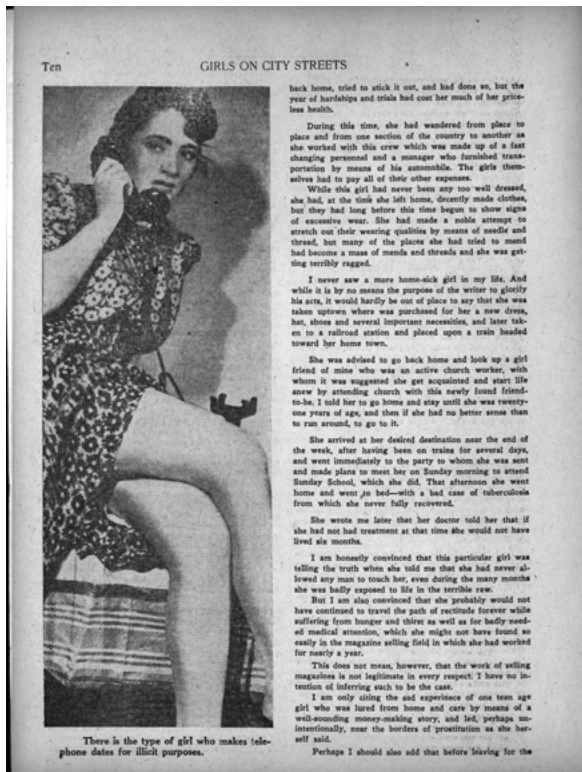 Ten
GIRLS ON CITY STREETS
back home, tried to stick it out, and had done so, but the
year of hardships and trials had cost her much of her price-
less health.
During this time, she had wandered from place to
place and from one section of the country to another as
she worked with this crew which was made up of a fast
changing personnel and a manager who furnished trans-
portation by means of his automobile. The girls them-
selves had to pay all of their other expenses.
While this girl had never been any too well dressed,
she had, at the time she left home, decently made clothes,
but they had long before this time begun to show signs
of excessive wear. She had made a noble attempt to
stretch out their wearing qualities by means of needle and
thread, but many of the places she had tried to mend
had become a mass of mends and threads and she was get-
ting terribly ragged.
I never saw a more home-sick girl in my life. And
while it is by no means the purpose of the writer to glorify
his acts, it would hardly be out of place to say that she was
taken uptown where was purchased for her a new dress,
hat, shoes and several important necessities, and later tak-
en to a railroad station and placed upon a train headed
toward her home town.
She was advised to go back home and look up a girl
friend of mine who was an active church worker, with
whom it was suggested she get acquainted and start life
anew by attending church with this newly found friend-
to-be. I told her to go home and stay until she was twenty-
one years of age, and then if she had no better sense than
to run around, to go to it.
She arrived at her desired destination near the end of
the week, after having been on trains for several days,
and went immediately to the party to whom she was sent
and made plans to meet her on Sunday morning to attend
Sunday School, which she did. That afternoon she went
home and went to bed—with a bad case of tuberculosis
from which she never fully recovered.
She wrote me later that her doctor told her that if
she had not had treatment at that time she would not have
lived six months.
I am honestly convinced that this particular girl was
telling the truth when she told me that she had never al-
lowed any man to touch her, even during the many months
she was badly exposed to life in the terrible raw.
But I am also convinced that she probably would not
have continued to travel the path of rectitude forever while
suffering from hunger and thirst as well as for badly need-
ed medical attention, which she might not have found so
easily in the magazine selling field in which she had worked
for nearly a year.
This does not mean, however, that the work of selling
magazines is not legitimate in every respect. I have no in-
tention of inferring such to be the case.
I am only citing the sad experinece of one teen age
girl who was lured from home and care by means of a
well-sounding money-making story, and led, perhaps un-
intentionally, near the borders of prostitution as she her-
self said.
Perhaps I should also add that before leaving for the
There is the type of girl who makes tele-
phone dates for illicit purposes.